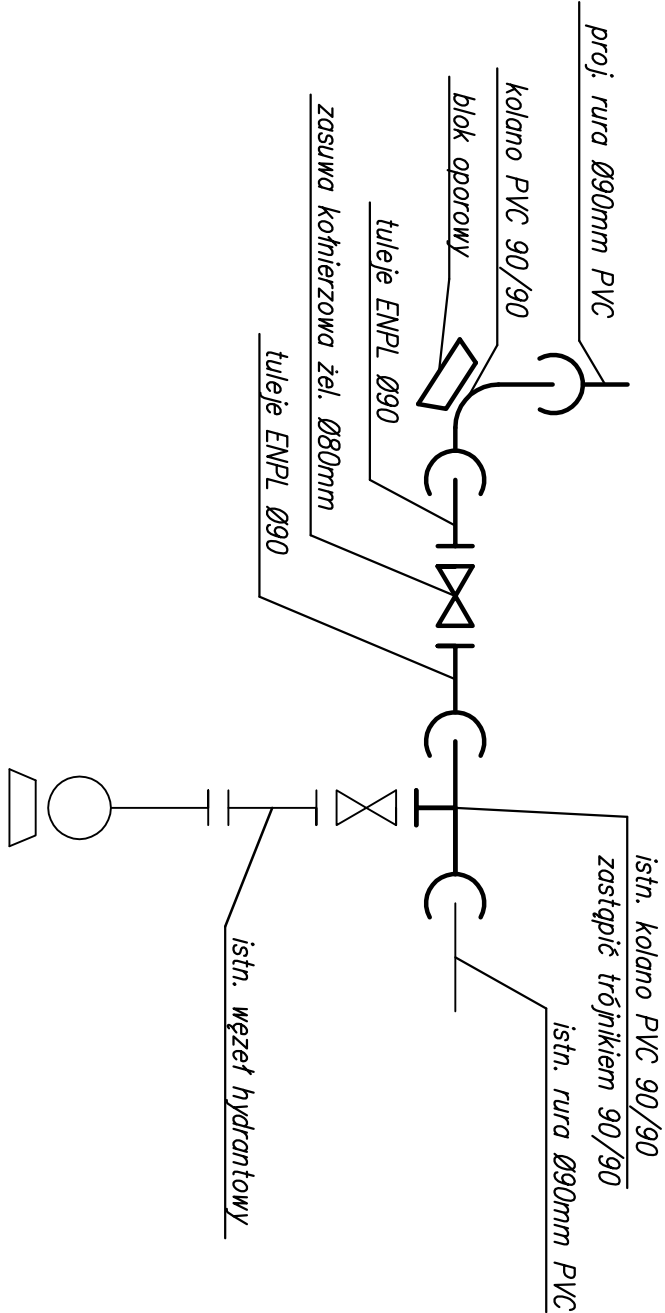 proj. rura Ø90mm PVC
kolano PVC 90/90
blok oporowy
tuleje ENPL Ø90
zasuwa kołnierzowa żel. Ø80mm
tuleje ENPL Ø90
istn. kolano PVC 90/90
zastąpić trójnikiem 90/90
istn. rura Ø90mm PVC
istn. węzeł hydrantowy